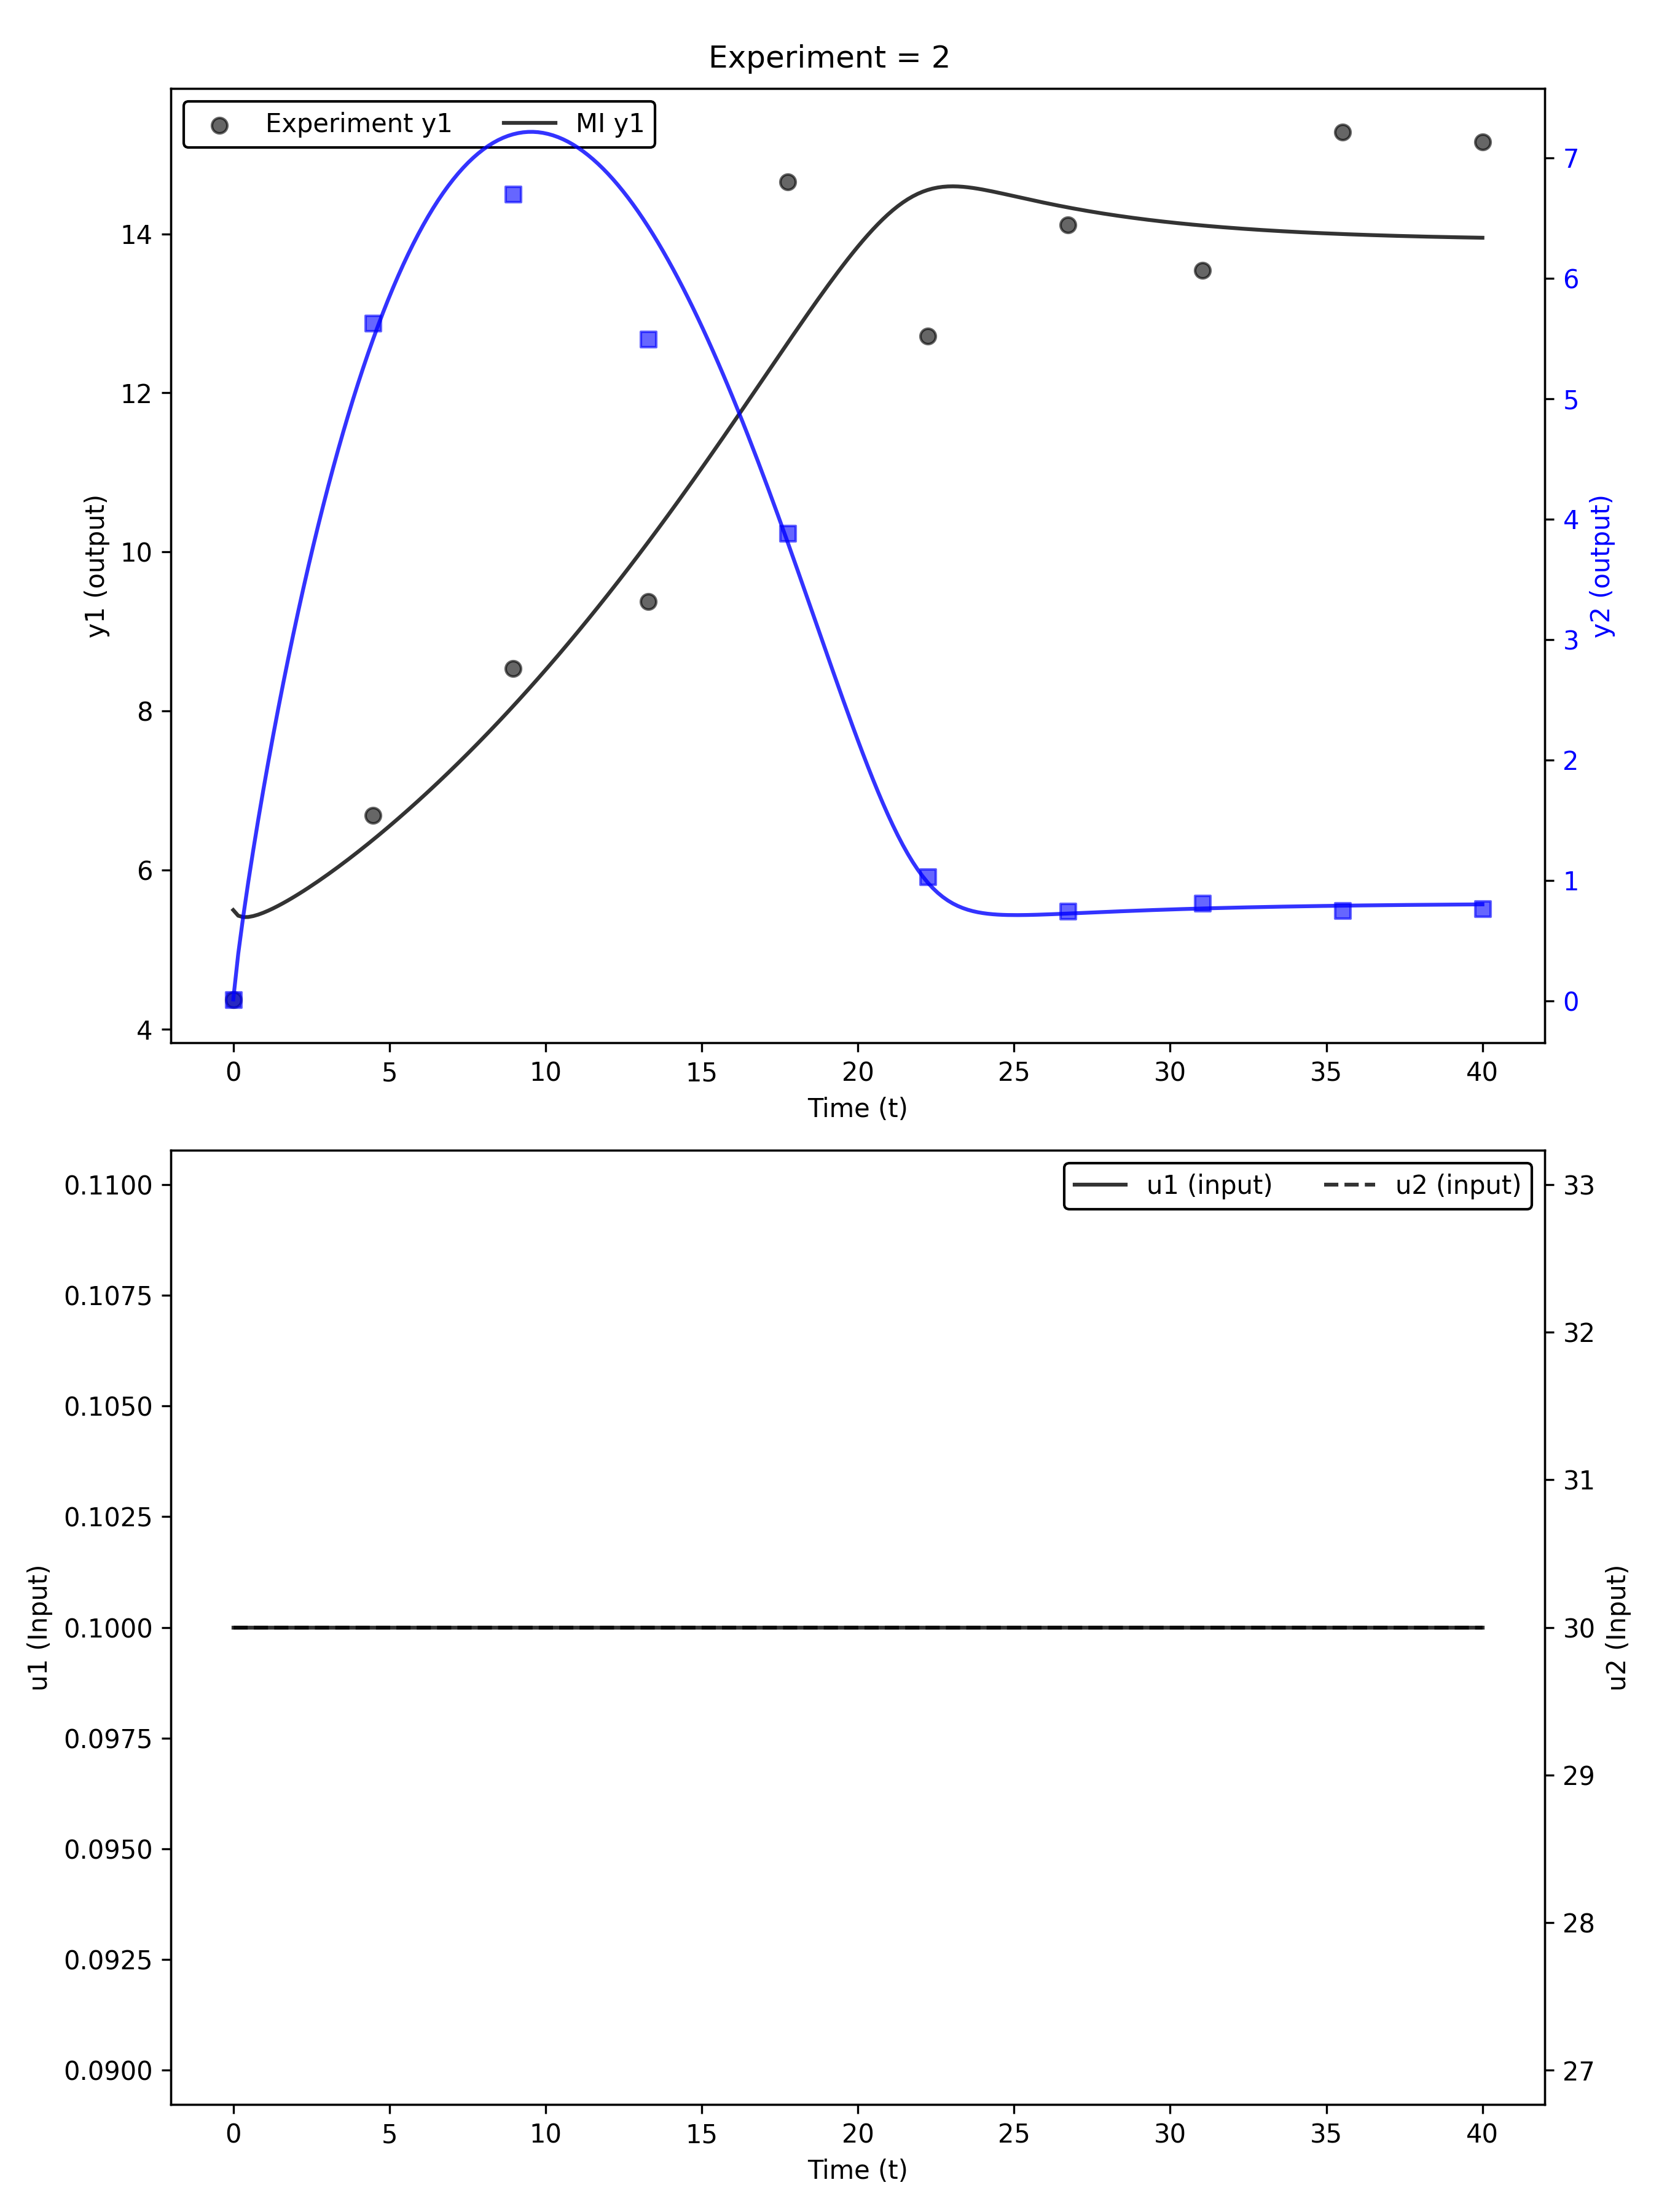 Experiment = 2
Experiment y1 MI y1
14
12
10
8
6
4
y1 (output)
7
6
5
4
3
2
1
0
y2 (output)
0 5 10 15 20 25 30 35 40
Time (t)
u1 (input) u2 (input)
0.1100
0.1075
0.1050
0.1025
0.1000
0.0975
0.0950
0.0925
0.0900
u1 (Input)
33
32
31
30
29
28
27
u2 (Input)
0 5 10 15 20 25 30 35 40
Time (t)